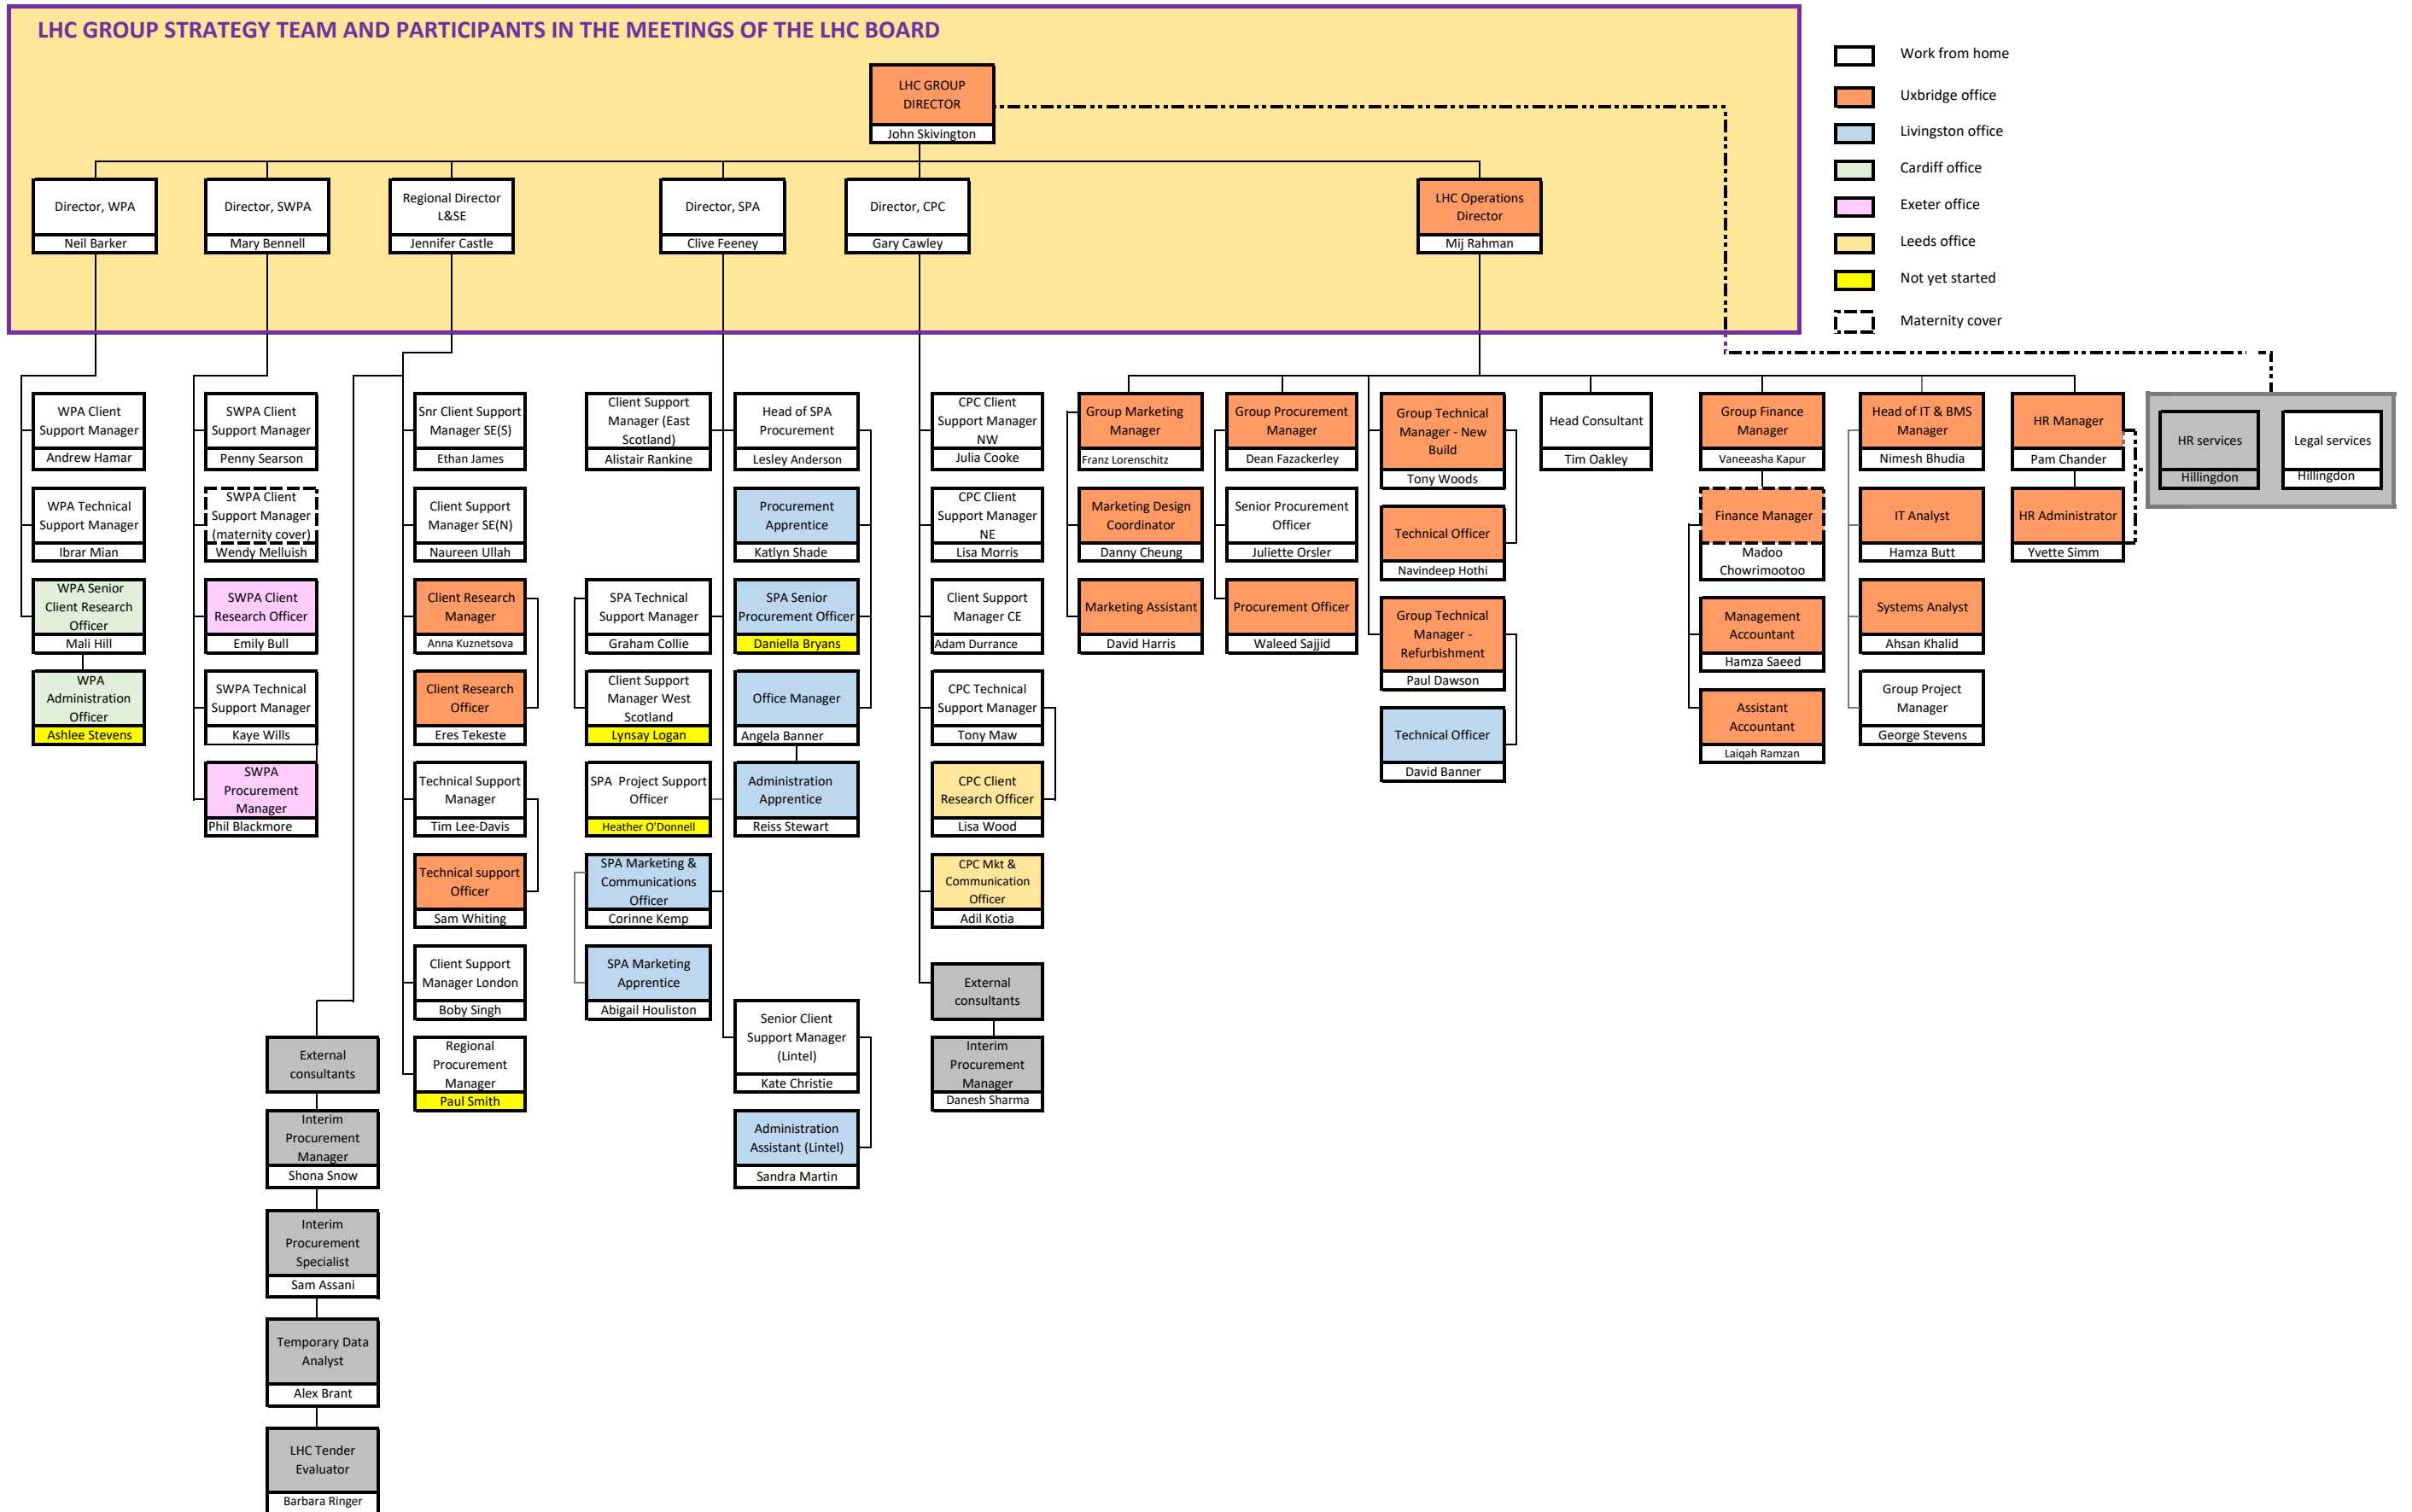 LHC GROUP STRATEGY TEAM AND PARTICIPANTS IN THE MEETINGS OF THE LHC BOARD
LHC GROUP
DIRECTOR
John Skivington
Work from home
Uxbridge office
Livingston office
Cardiff office
Exeter office
Leeds office
Not yet started
Maternity cover
Director, WPA
Neil Barker
Director, SWPA
Mary Bennell
Regional Director
L&SE
Jennifer Castle
Director, SPA
Clive Feeney
Director, CPC
Gary Cawley
LHC Operations
Director
Mij Rahman
WPA Client
Support Manager
Andrew Hamar
WPA Technical
Support Manager
Ibrar Mian
WPA Senior
Client Research
Officer
Mali Hill
WPA
Administration
Officer
Ashlee Stevens
SWPA Client
Support Manager
Penny Searson
SWPA Client
Support Manager
(maternity cover)
Wendy Melluish
SWPA Client
Research Officer
Emily Bull
SWPA Technical
Support Manager
Kaye Wills
SWPA
Procurement
Manager
Phil Blackmore
External
consultants
Interim
Procurement
Manager
Shona Snow
Interim
Procurement
Specialist
Sam Assani
Temporary Data
Analyst
Alex Brant
LHC Tender
Evaluator
Barbara Ringer
Snr Client Support
Manager SE(S)
Ethan James
Client Support
Manager SE(N)
Naureen Ullah
Client Research
Manager
Anna Kuznetsova
Client Research
Officer
Eres Tekeste
Technical Support
Manager
Tim Lee-Davis
Technical support
Officer
Sam Whiting
Client Support
Manager London
Boby Singh
Regional
Procurement
Manager
Paul Smith
Client Support
Manager (East
Scotland)
Alistair Rankine
SPA Technical
Support Manager
Graham Collie
Client Support
Manager West
Scotland
Lynsay Logan
SPA Project Support
Officer
Heather O'Donnell
SPA Marketing &
Communications
Officer
Corinne Kemp
SPA Marketing
Apprentice
Abigail Houliston
Head of SPA
Procurement
Lesley Anderson
Procurement
Apprentice
Katlyn Shade
SPA Senior
Procurement Officer
Daniella Bryans
Office Manager
Angela Banner
Administration
Apprentice
Reiss Stewart
Senior Client
Support Manager
(Lintel)
Kate Christie
Administration
Assistant (Lintel)
Sandra Martin
CPC Client
Support Manager
NW
Julia Cooke
CPC Client
Support Manager
NE
Lisa Morris
Client Support
Manager CE
Adam Durrance
CPC Technical
Support Manager
Tony Maw
CPC Client
Research Officer
Lisa Wood
CPC Mkt &
Communication
Officer
Adil Kotia
External
consultants
Interim
Procurement
Manager
Danesh Sharma
Group Marketing
Manager
Franz Lorenschitz
Marketing Design
Coordinator
Danny Cheung
Marketing Assistant
David Harris
Group Procurement
Manager
Dean Fazackerley
Senior Procurement
Officer
Juliette Orsler
Procurement Officer
Waleed Sajjid
Group Technical
Manager - New
Build
Tony Woods
Technical Officer
Navindeep Hothi
Group Technical
Manager -
Refurbishment
Paul Dawson
Technical Officer
David Banner
Head Consultant
Tim Oakley
Group Finance
Manager
Vaneeasha Kapur
Finance Manager
Madoo
Chowrimootoo
Management
Accountant
Hamza Saeed
Assistant
Accountant
Laiqah Ramzan
Head of IT & BMS
Manager
Nimesh Bhudia
IT Analyst
Hamza Butt
Systems Analyst
Ahsan Khalid
Group Project
Manager
George Stevens
HR Manager
Pam Chander
HR Administrator
Yvette Simm
HR services
Hillingdon
Legal services
Hillingdon